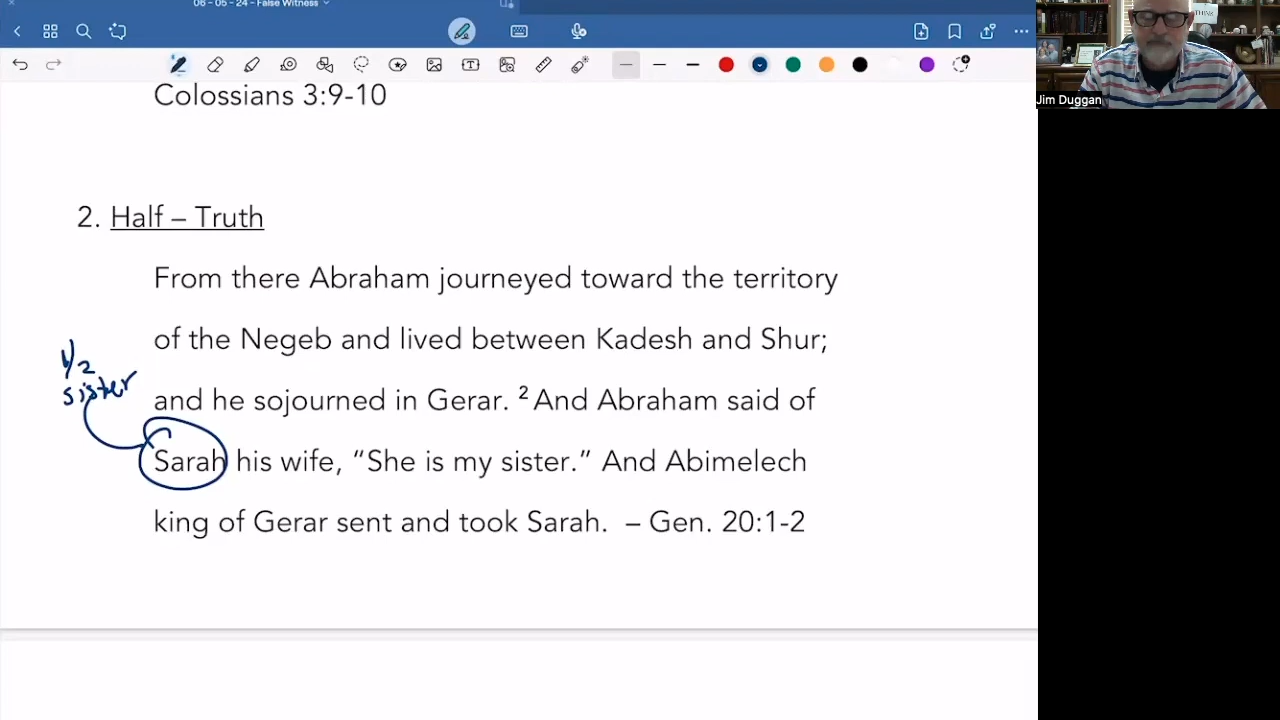 06 - 05 - 24 - False Witness
THINK
Jim Duggan
Colossians 3:9-10
2. Half – Truth
From there Abraham journeyed toward the territory
of the Negeb and lived between Kadesh and Shur;
1/2
sister
and he sojourned in Gerar. ² And Abraham said of
Sarah his wife, “She is my sister.” And Abimelech
king of Gerar sent and took Sarah. – Gen. 20:1-2